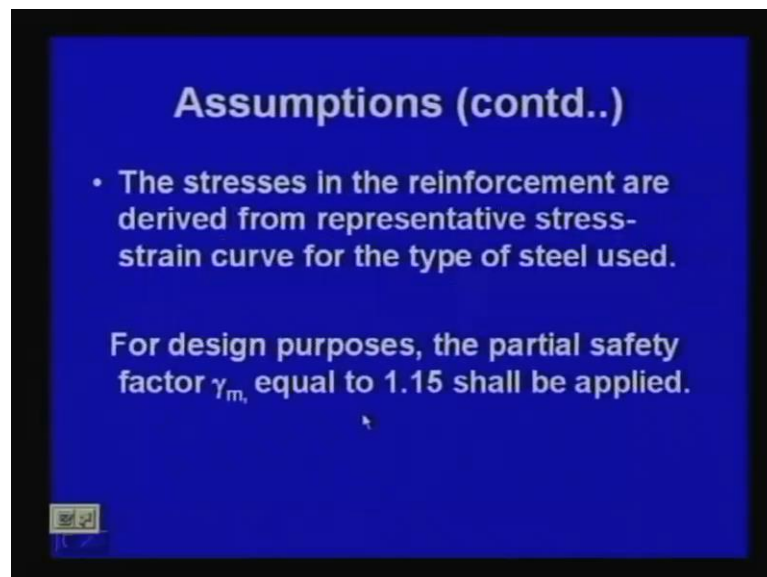 Assumptions (contd..)
• The stresses in the reinforcement are
derived from representative stress-
strain curve for the type of steel used.
For design purposes, the partial safety
factor γm, equal to 1.15 shall be applied.